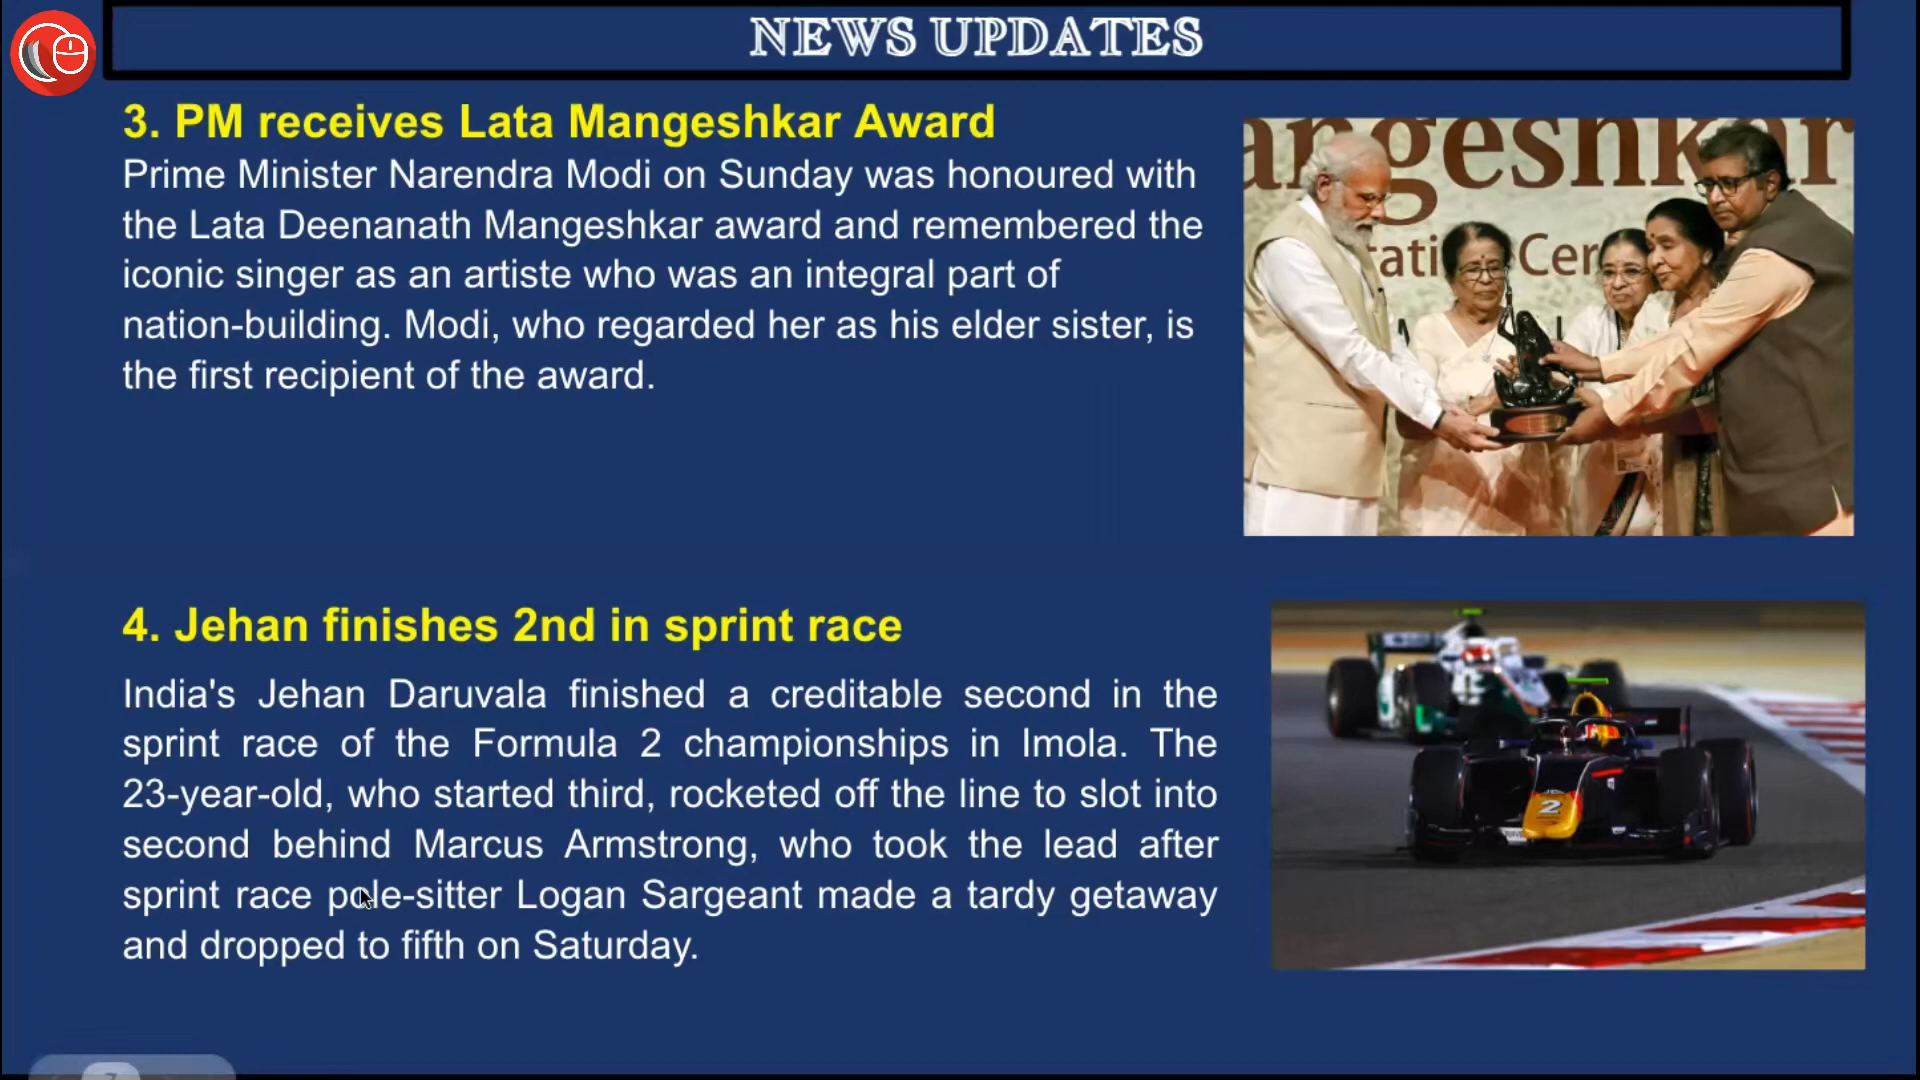 NEWS UPDATES
3. PM receives Lata Mangeshkar Award
Prime Minister Narendra Modi on Sunday was honoured with
the Lata Deenanath Mangeshkar award and remembered the
iconic singer as an artiste who was an integral part of
nation-building. Modi, who regarded her as his elder sister, is
the first recipient of the award.
angeshkar
ati Cer
4. Jehan finishes 2nd in sprint race
India's Jehan Daruvala finished a creditable second in the
sprint race of the Formula 2 championships in Imola. The
23-year-old, who started third, rocketed off the line to slot into
second behind Marcus Armstrong, who took the lead after
sprint race pole-sitter Logan Sargeant made a tardy getaway
and dropped to fifth on Saturday.
2